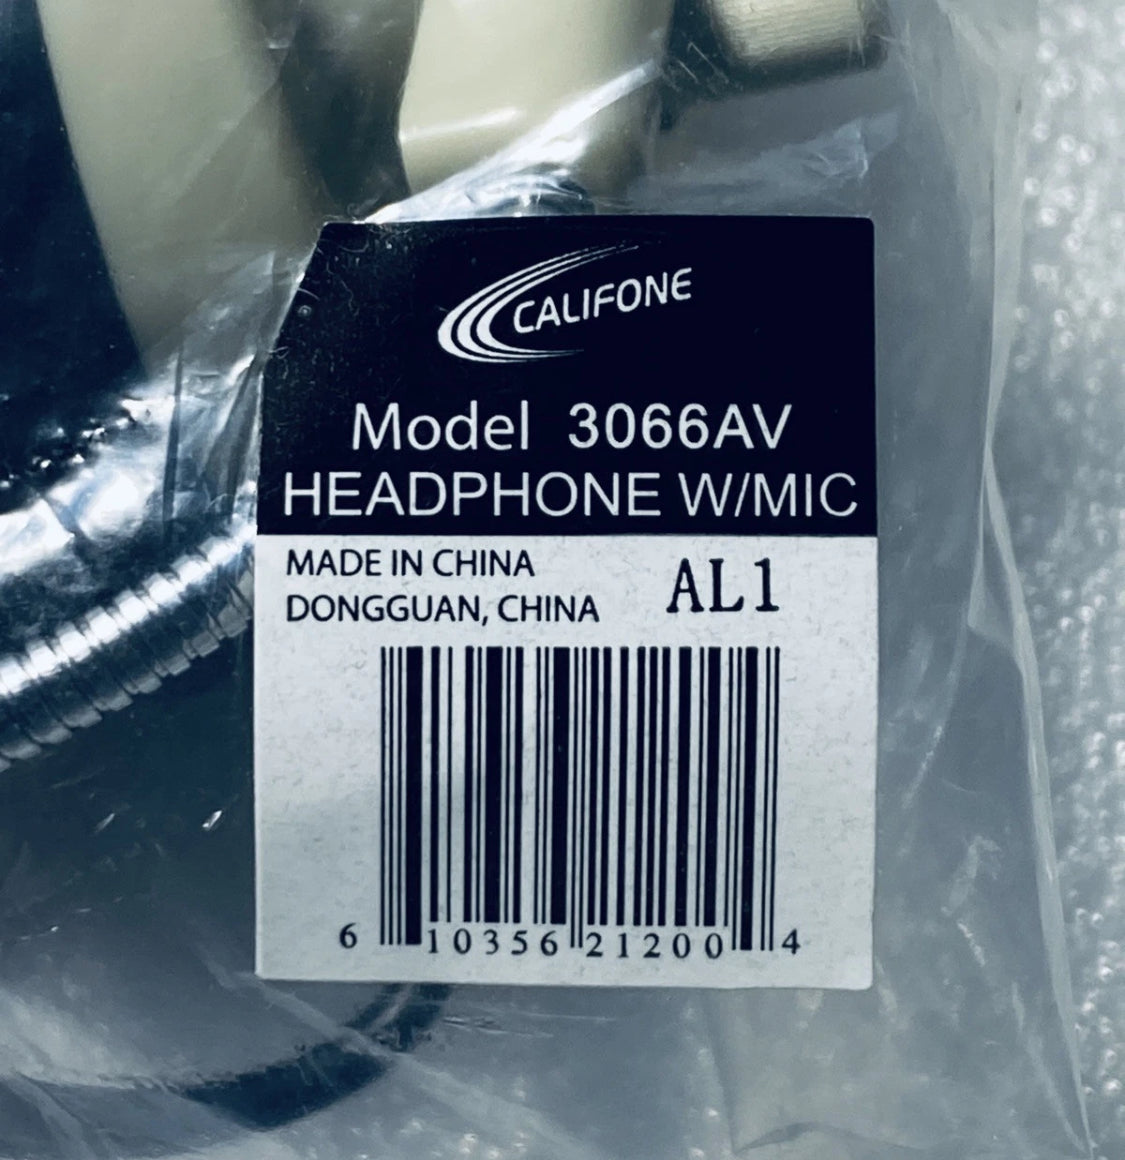 CALIFONE
Model 3066AV
HEADPHONE W/MIC
MADE IN CHINA
DONGGUAN, CHINA
AL1
6 10356 21200 4